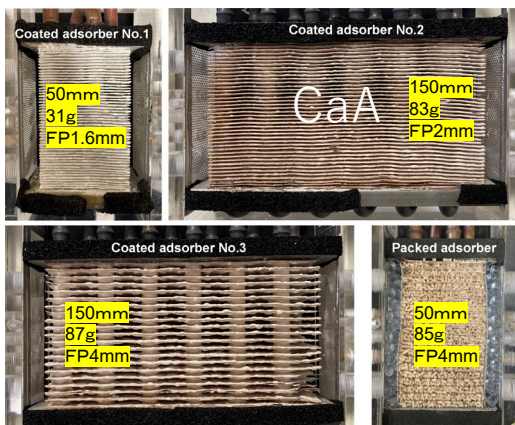 Coated adsorber No.1
50mm
31g
FP1.6mm
Coated adsorber No.2
CaA
150mm
83g
FP2mm
Coated adsorber No.3
150mm
87g
FP4mm
Packed adsorber
50mm
85g
FP4mm